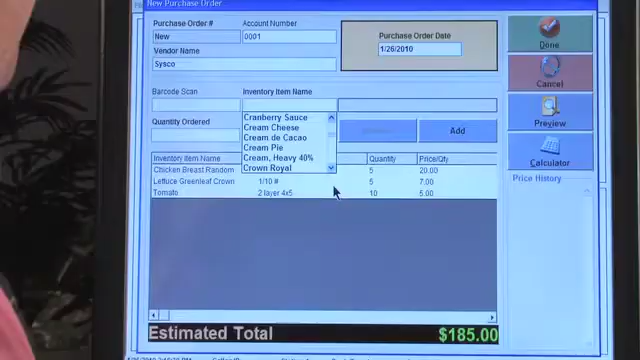 New Purchase Order
Purchase Order #
Account Number
New
0001
Vendor Name
Sysco
Purchase Order Date
1/26/2010
Done
Cancel
Preview
Calculator
Barcode Scan
Inventory Item Name
Quantity Ordered
Cranberry Sauce
Cream Cheese
Cream de Cacao
Cream Pie
Cream, Heavy 40%
Crown Royal
Add
Inventory Item Name Quantity Price/Qty
Chicken Breast Random 5 20.00
Lettuce Greenleaf Crown 1/10 # 5 7.00
Tomato 2 layer 4x5 10 5.00
Price History
Estimated Total $185.00